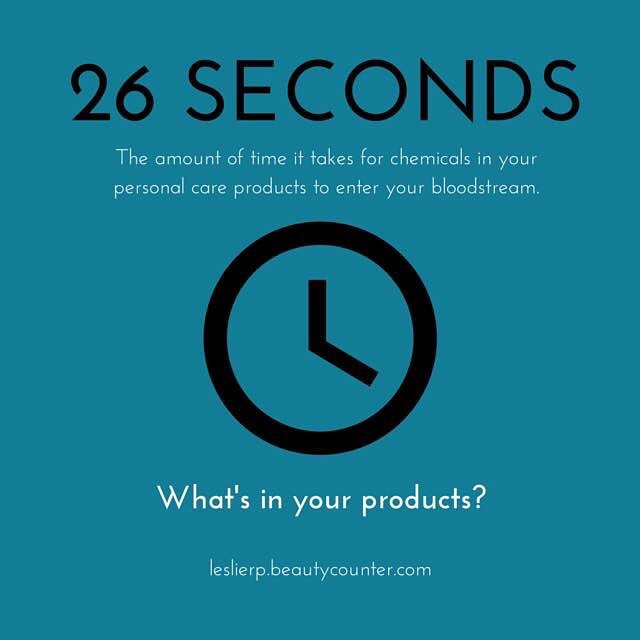 26 SECONDS
The amount of time it takes for chemicals in your
personal care products to enter your bloodstream.
What's in your products?
leslierp.beautycounter.com